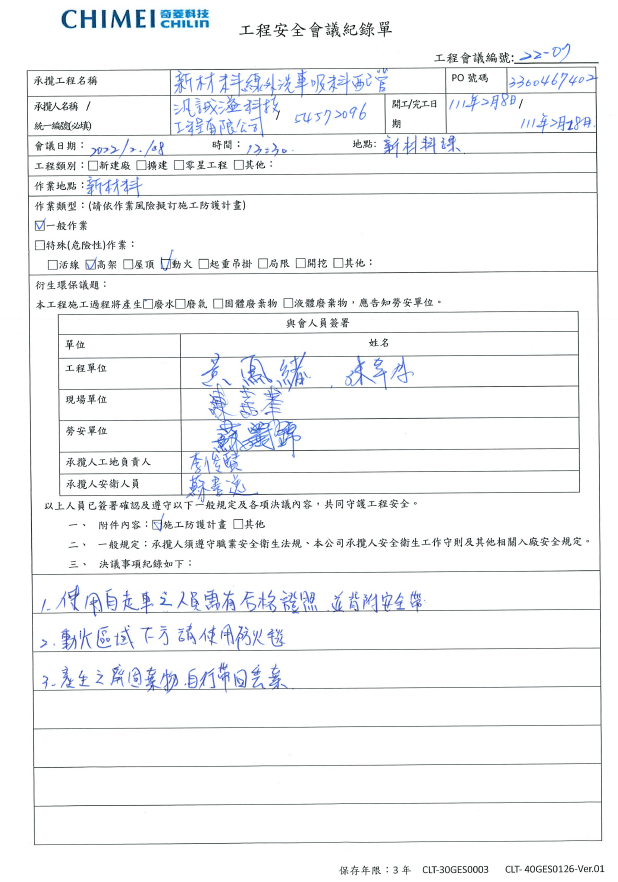 CHIMEI 奇菱科技 CHILIN
工程安全會議紀錄單
工程會議編號:22-07
承攬工程名稱 新材料線外洗車吸料配管 PO 號碼 3300467402
承攬人名稱 / 統一編號(必填) 汎誠溢科技工程有限公司 / 54572096 開工/完工日期 111年2月8日/ 111年2月28日.
會議日期: 2022/2./08 時間: 13:30. 地點: 新材料課
工程類別:□新建廠 □擴建 □零星工程 □其他:
作業地點:新材料
作業類型:(請依作業風險擬訂施工防護計畫)
☑一般作業
□特殊(危險性)作業:
□活線 ☑高架 □屋頂 ☑動火 □起重吊掛 □局限 □開挖 □其他:
衍生環保議題:
本工程施工過程將產生□廢水□廢氣 □固體廢棄物 □液體廢棄物,應告知勞安單位。
與會人員簽署
單位 姓名
工程單位 黃鳳緒
現場單位
勞安單位
承攬人工地負責人 李俊賢
承攬人安衛人員
以上人員已簽署確認及遵守以下一般規定及各項決議內容,共同守護工程安全。
一、 附件內容:☑施工防護計畫 □其他
二、 一般規定:承攬人須遵守職業安全衛生法規、本公司承攬人安全衛生工作守則及其他相關入廠安全規定。
三、 決議事項紀錄如下:
1. 使用自走車之人員需有合格證照, 並背附安全帶
2. 動火區域下方請使用防火毯
3. 產生之廢固棄物, 自行帶回丟棄
保存年限:3 年 CLT-30GES0003 CLT- 40GES0126-Ver.01